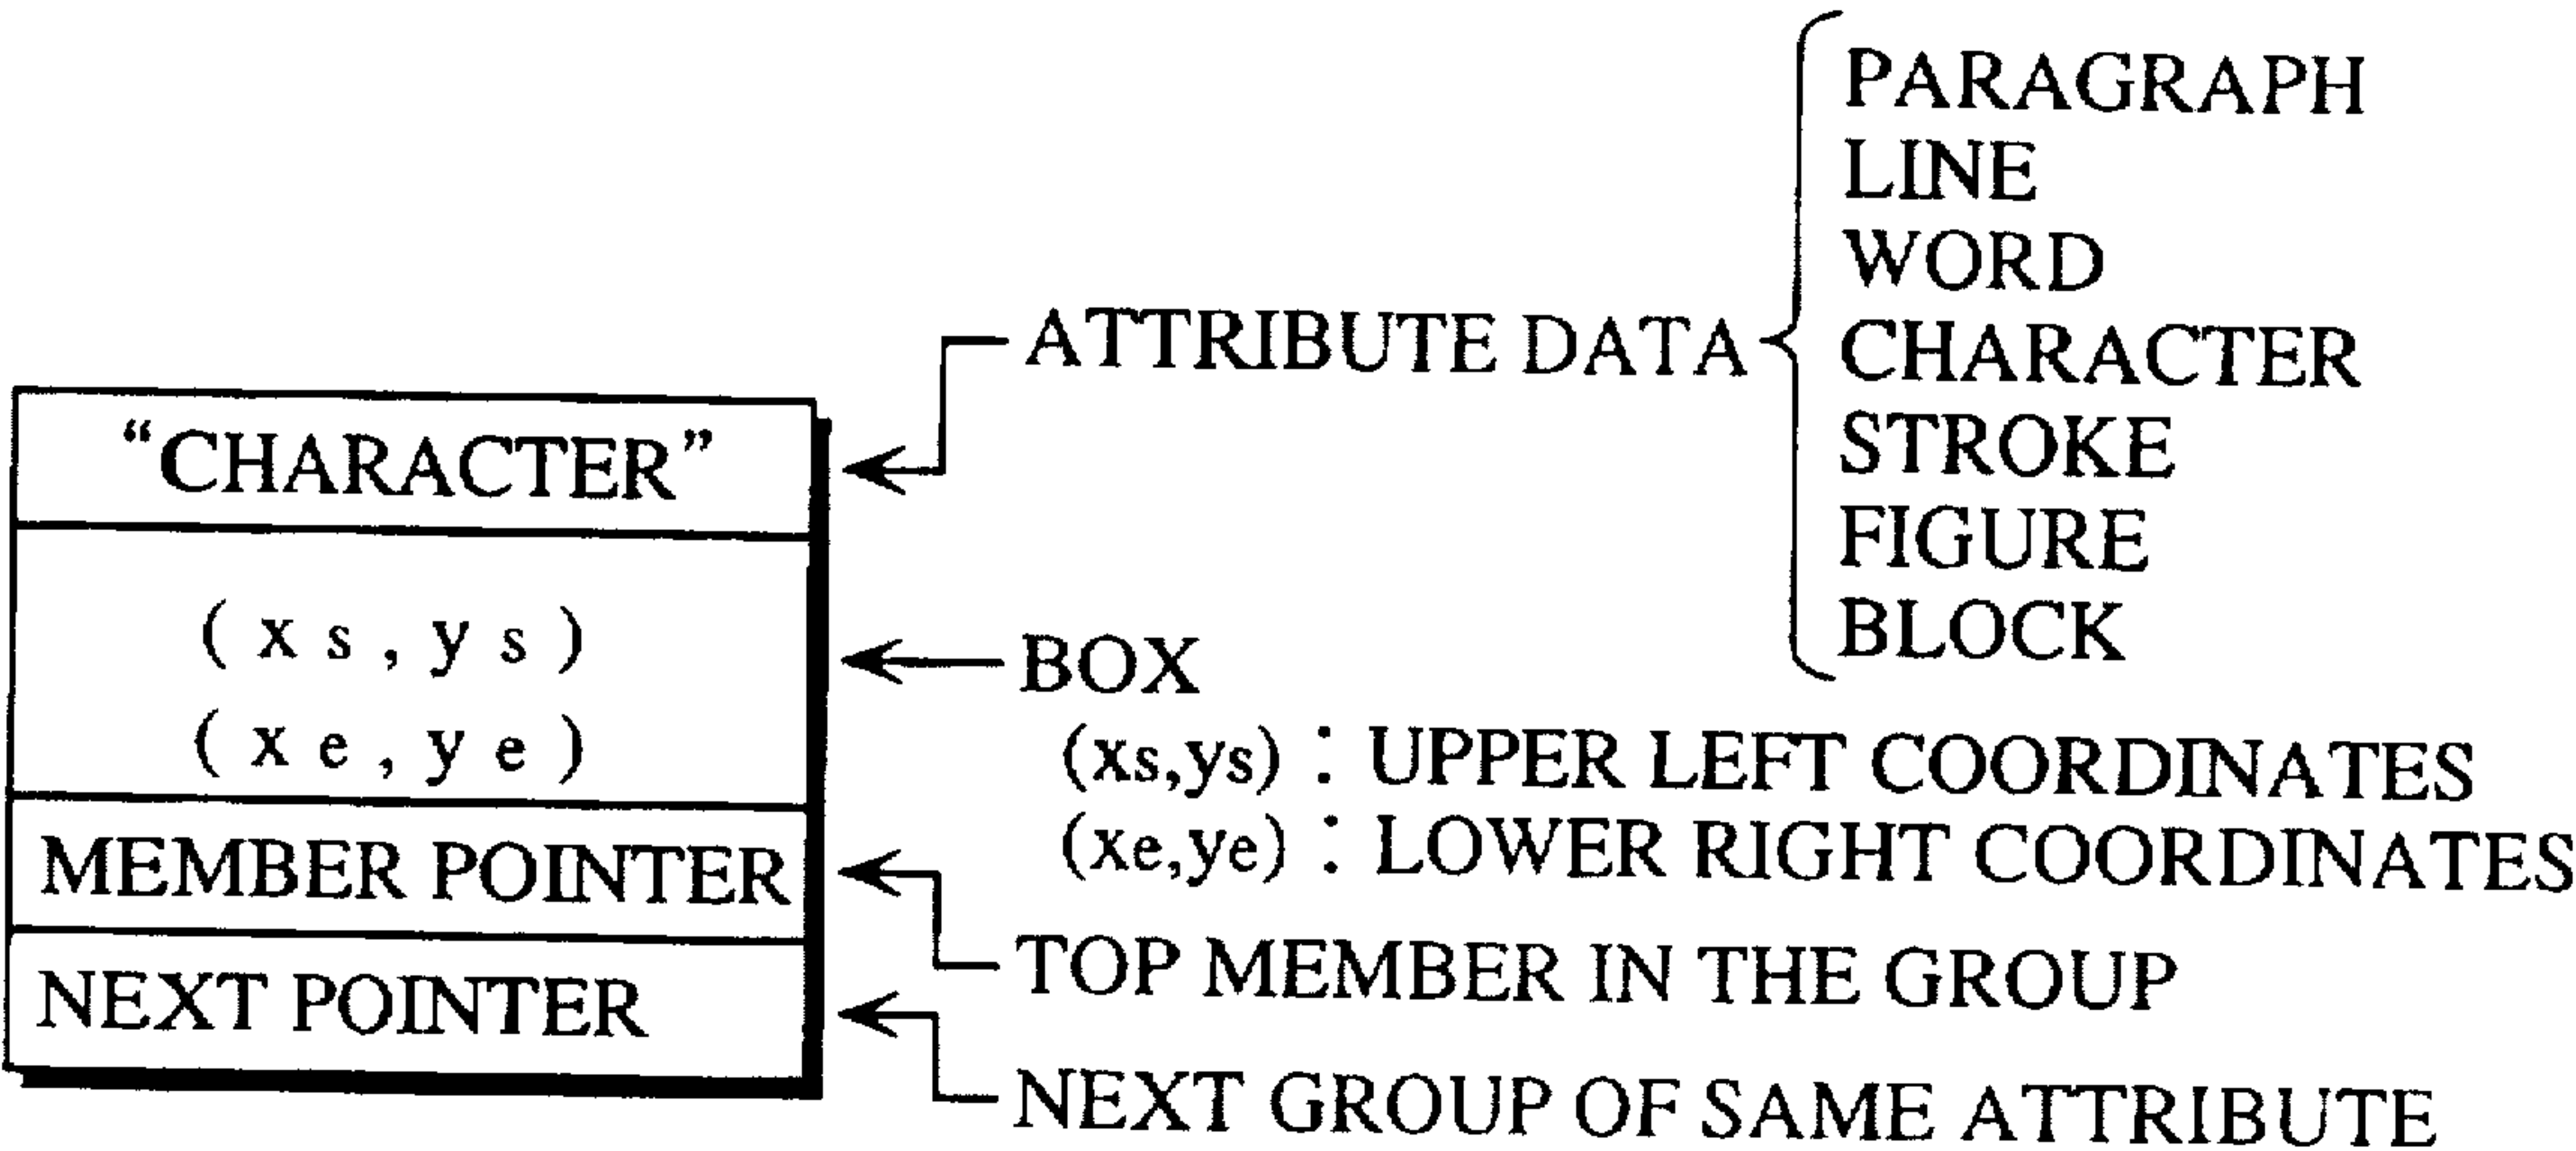 “CHARACTER”
(xs,ys)
(xe,ye)
MEMBER POINTER
NEXT POINTER
ATTRIBUTE DATA
PARAGRAPH
LINE
WORD
CHARACTER
STROKE
FIGURE
BLOCK
BOX
(xs,ys) : UPPER LEFT COORDINATES
(xe,ye) : LOWER RIGHT COORDINATES
TOP MEMBER IN THE GROUP
NEXT GROUP OF SAME ATTRIBUTE